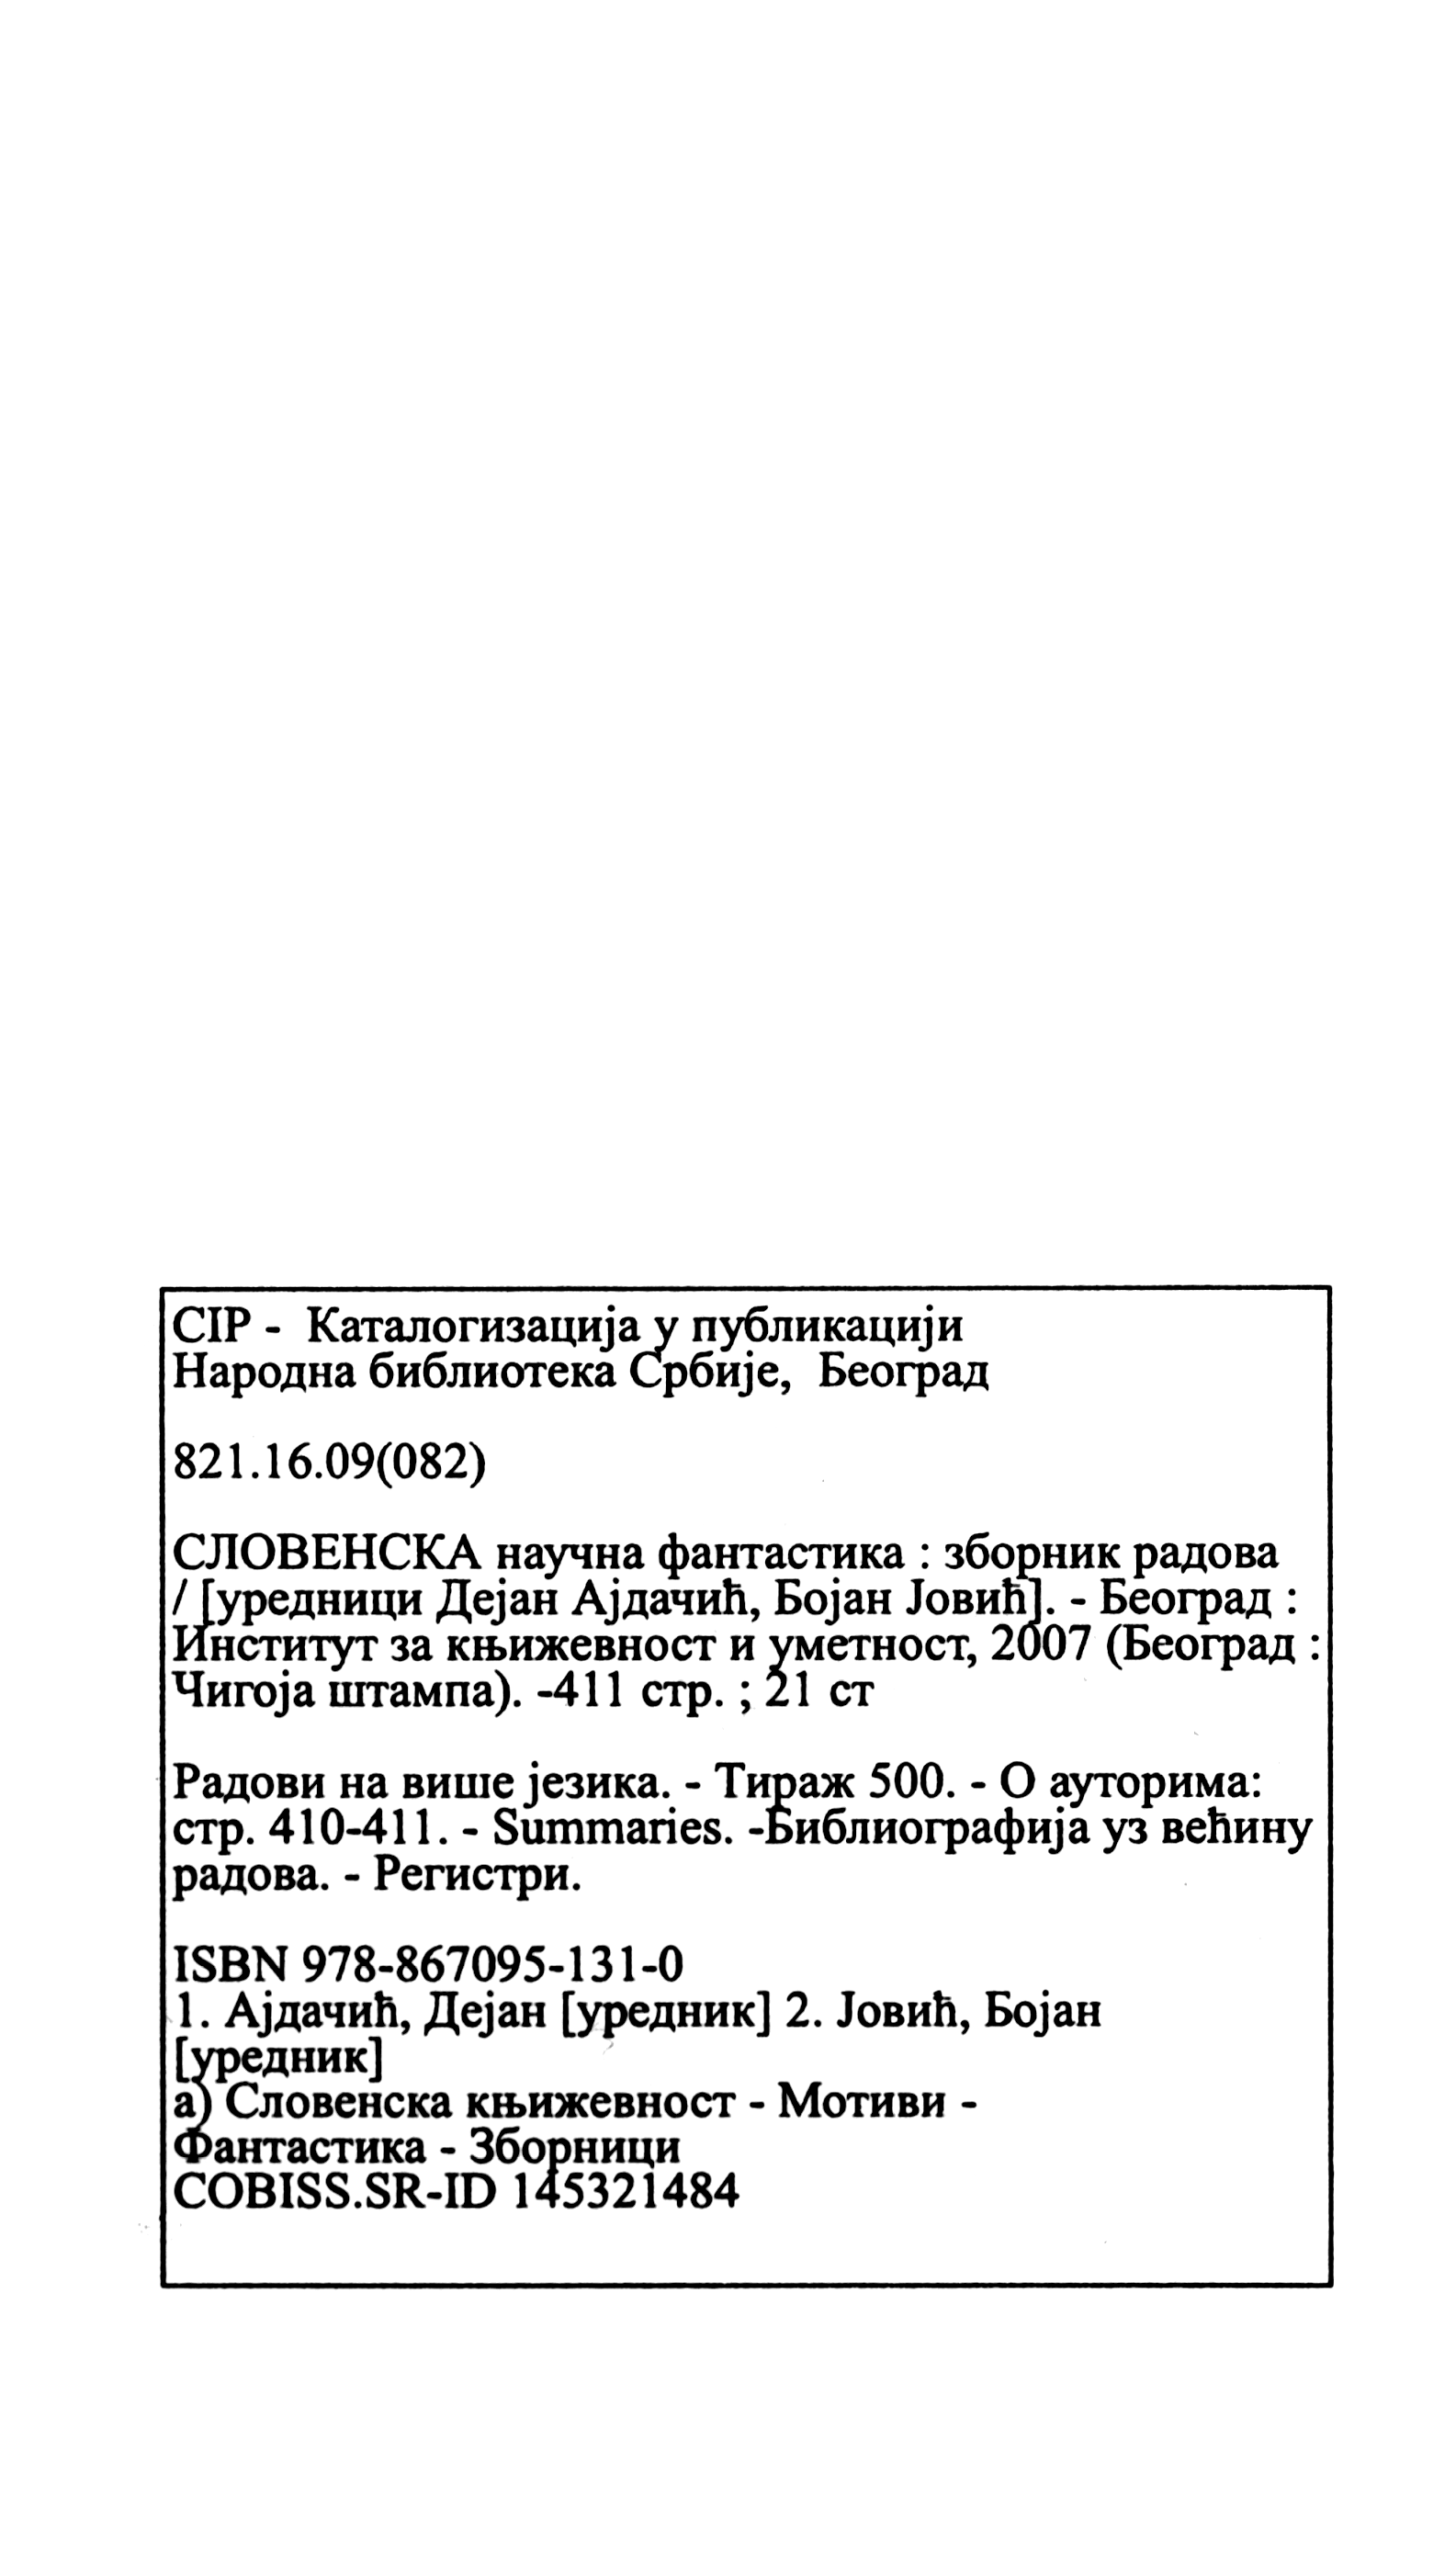 CIP - Каталогизација у публикацији
Народна библиотека Србије, Београд
821.16.09(082)
СЛОВЕНСКА научна фантастика : зборник радова
/ [уредници Дејан Ајдачић, Бојан Јовић]. - Београд :
Институт за књижевност и уметност, 2007 (Београд :
Чигоја штампа). -411 стр. ; 21 ст
Радови на више језика. - Тираж 500. - О ауторима:
стр. 410-411. - Summaries. -Библиографија уз већину
радова. - Регистри.
ISBN 978-867095-131-0
1. Ајдачић, Дејан [уредник] 2. Јовић, Бојан
[уредник]
а) Словенска књижевност - Мотиви -
Фантастика - Зборници
COBISS.SR-ID 145321484